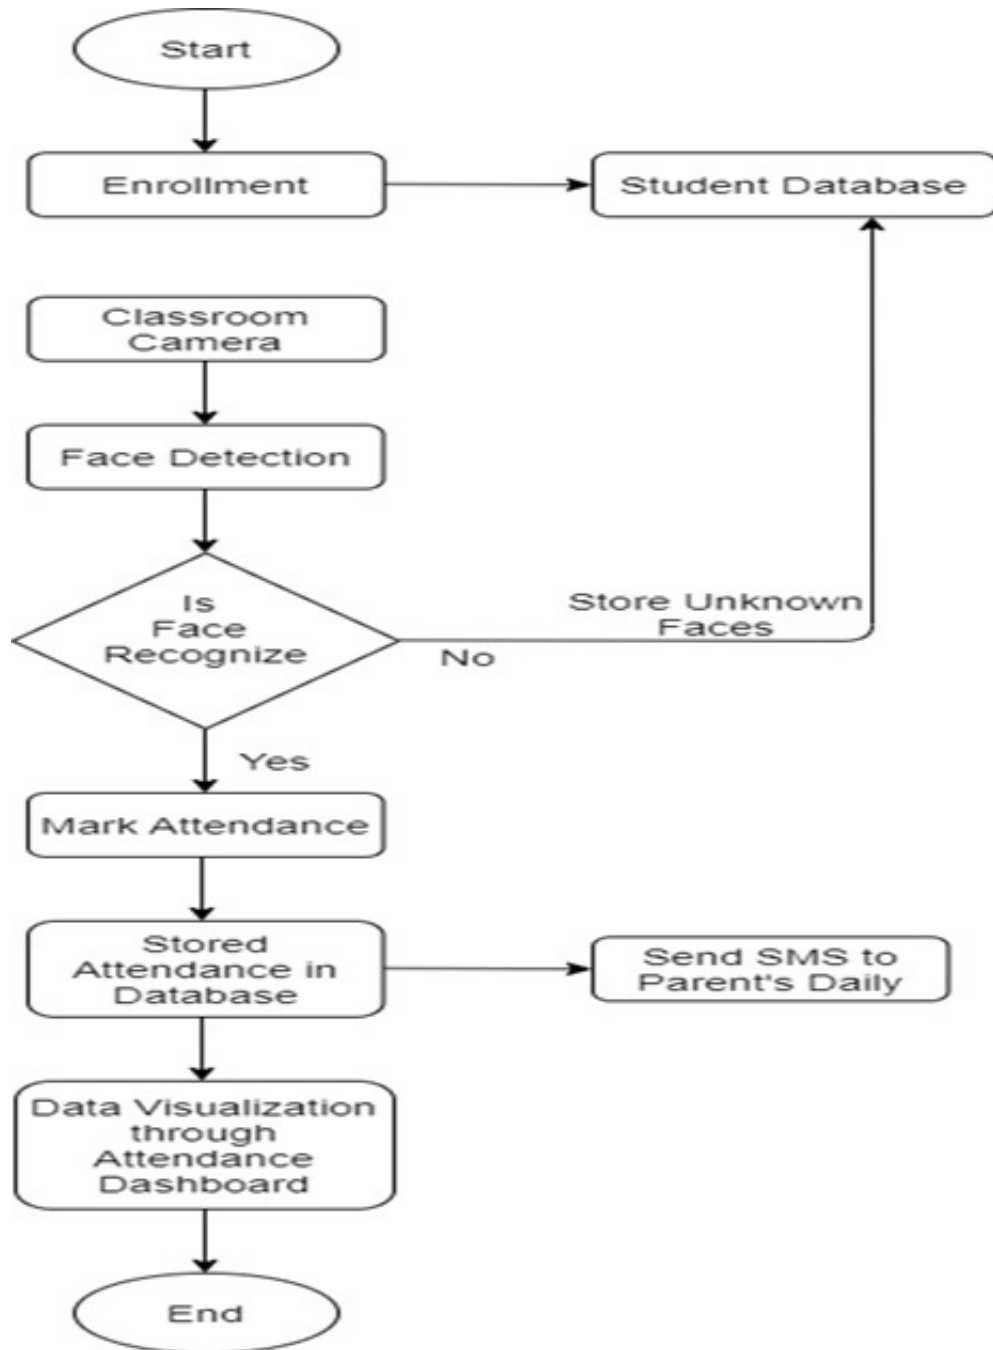 Start
Enrollment
Student Database
Classroom
Camera
Face Detection
Is
Face
Recognize
Store Unknown
Faces
No
Yes
Mark Attendance
Stored
Attendance in
Database
Send SMS to
Parent's Daily
Data Visualization
through
Attendance
Dashboard
End